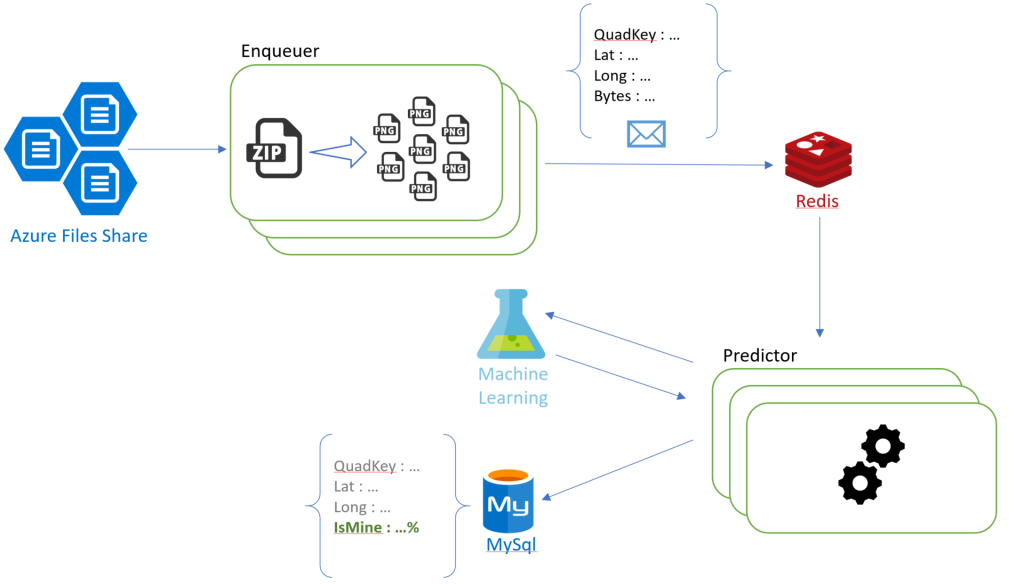 Enqueuer
QuadKey : ...
Lat : ...
Long : ...
Bytes : ...
ZIP
PNG
PNG
PNG
PNG
PNG
PNG
PNG
Redis
Azure Files Share
Machine
Learning
Predictor
QuadKey : ...
Lat : ...
Long : ...
IsMine : ...%
My
MySql